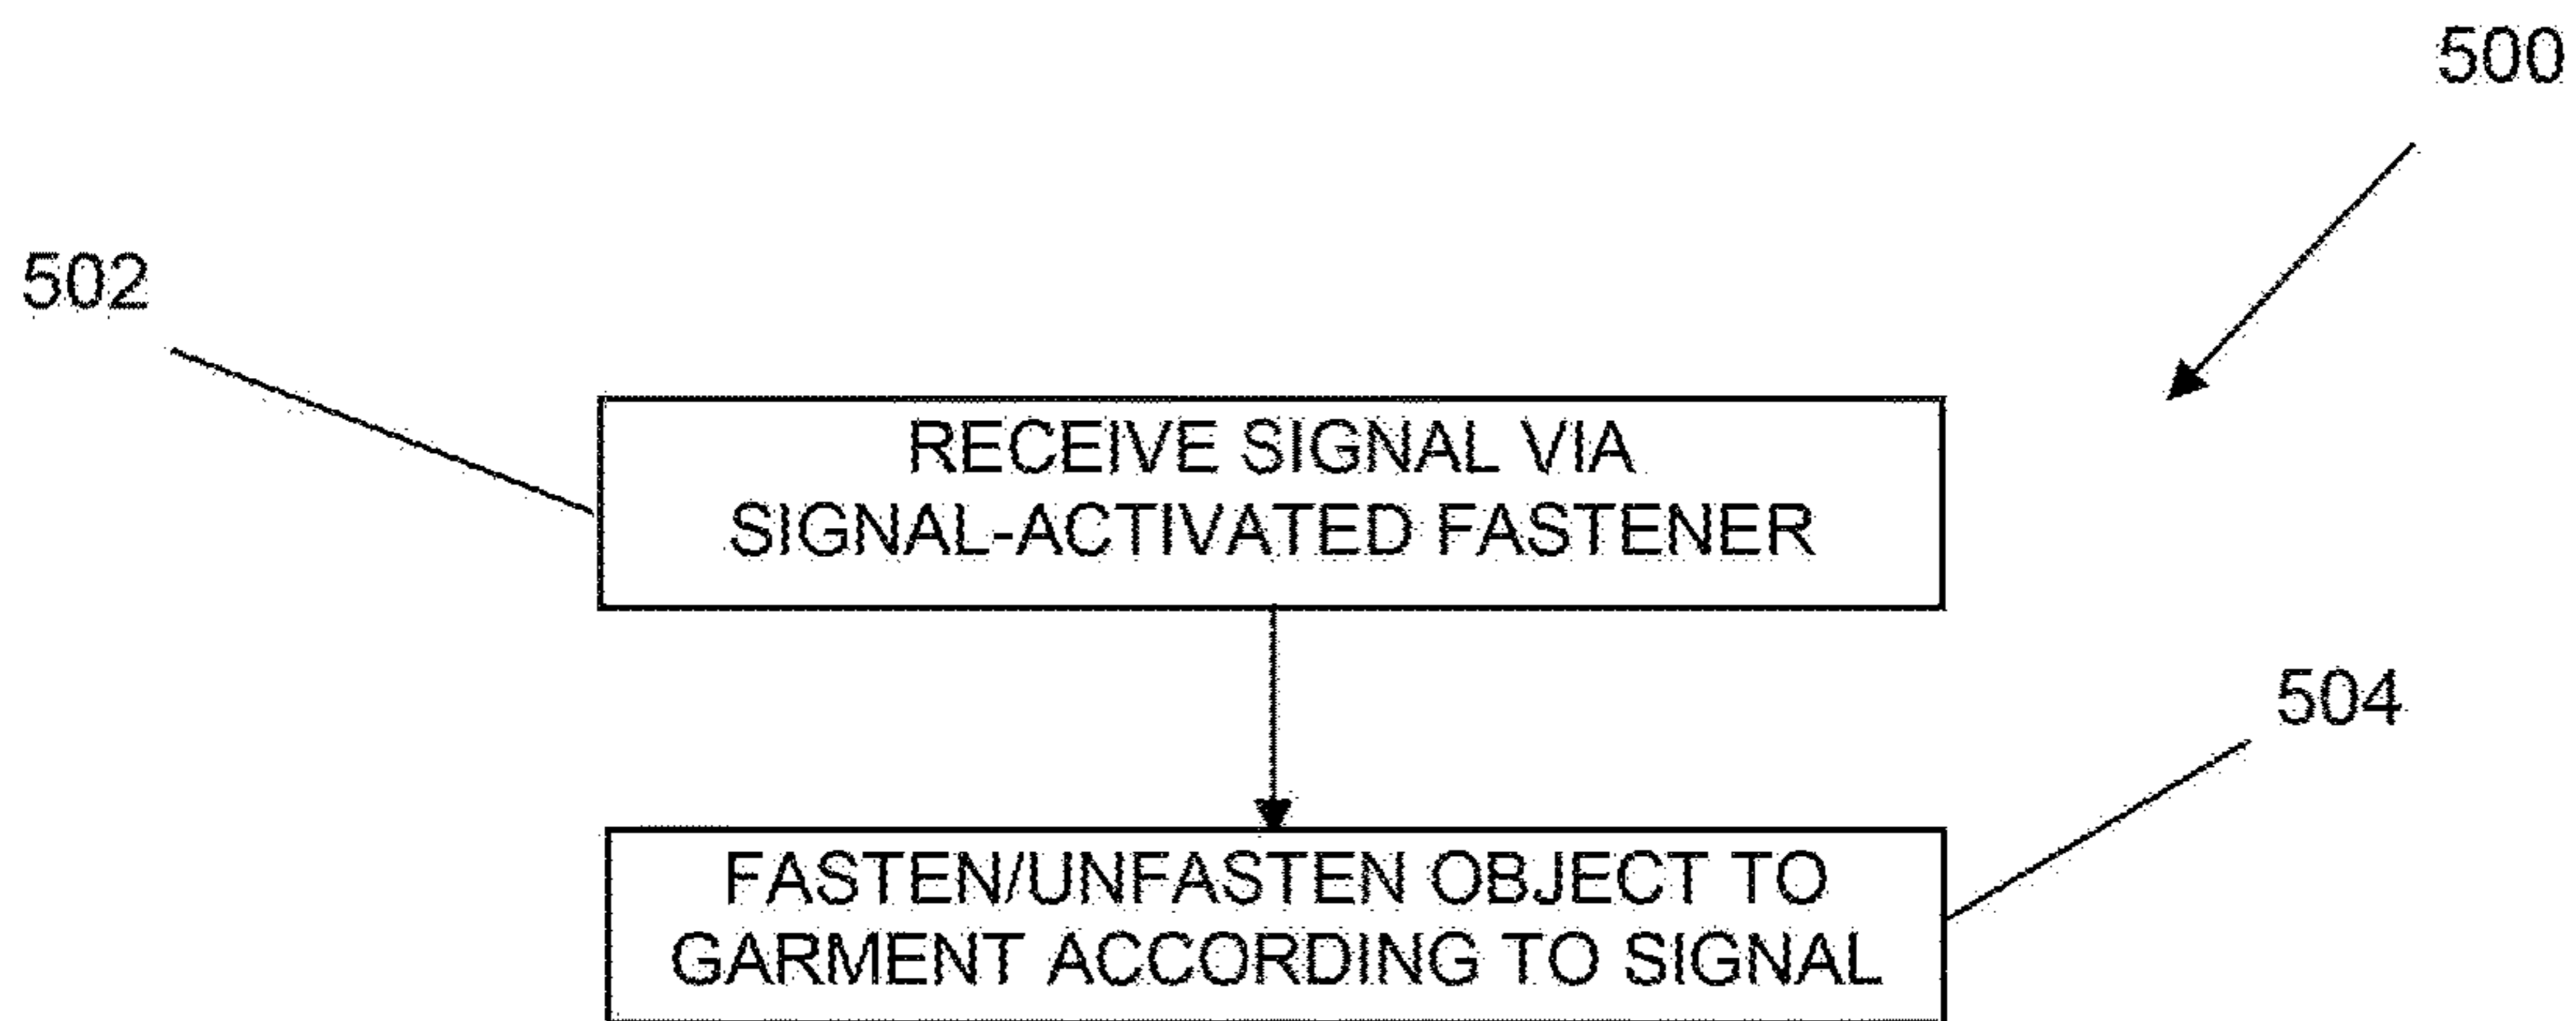 500
502
RECEIVE SIGNAL VIA
SIGNAL-ACTIVATED FASTENER
504
FASTEN/UNFASTEN OBJECT TO
GARMENT ACCORDING TO SIGNAL